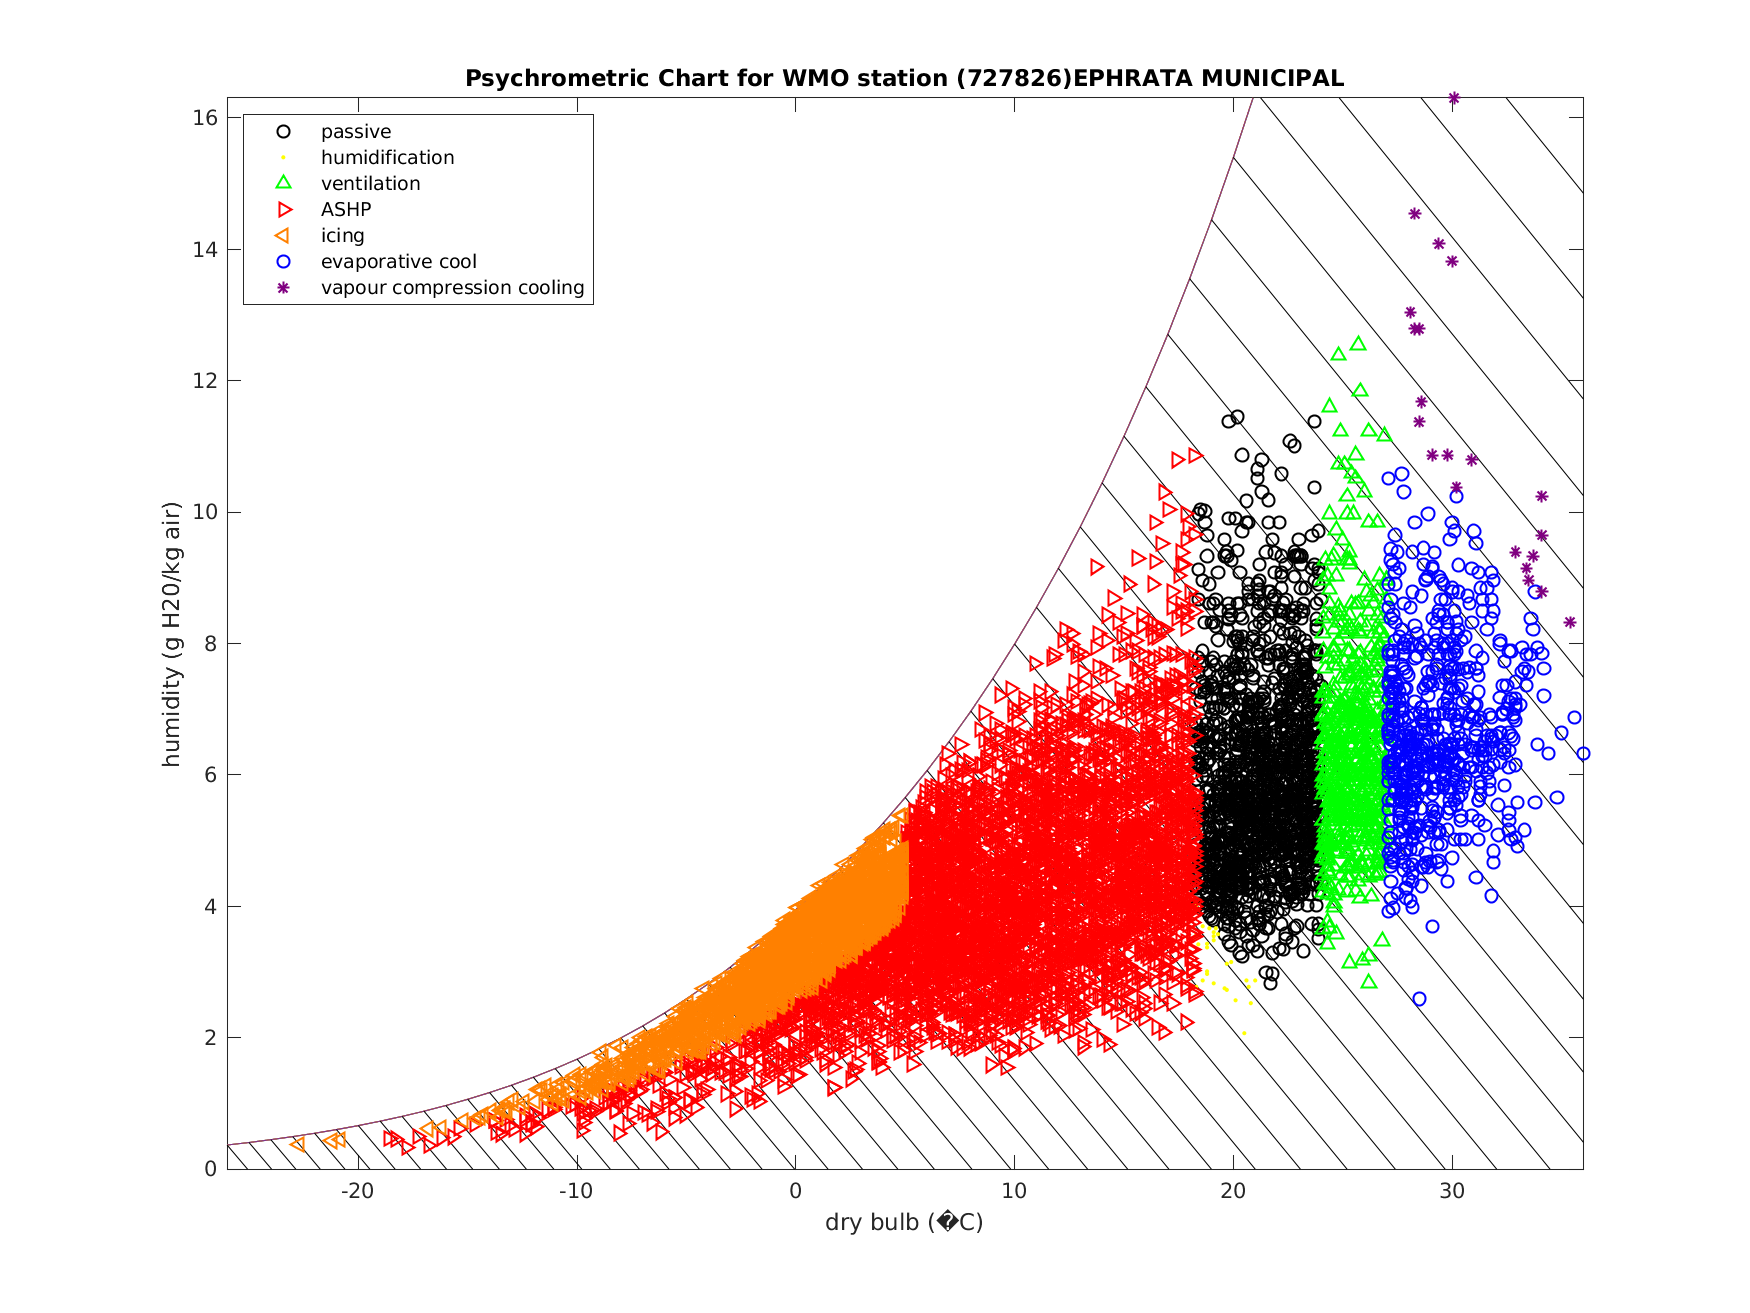 Psychrometric Chart for WMO station (727826)EPHRATA MUNICIPAL
passive
humidification
ventilation
ASHP
icing
evaporative cool
vapour compression cooling
humidity (g H20/kg air)
16
14
12
10
8
6
4
2
0
-20
-10
0
10
20
30
dry bulb (�C)